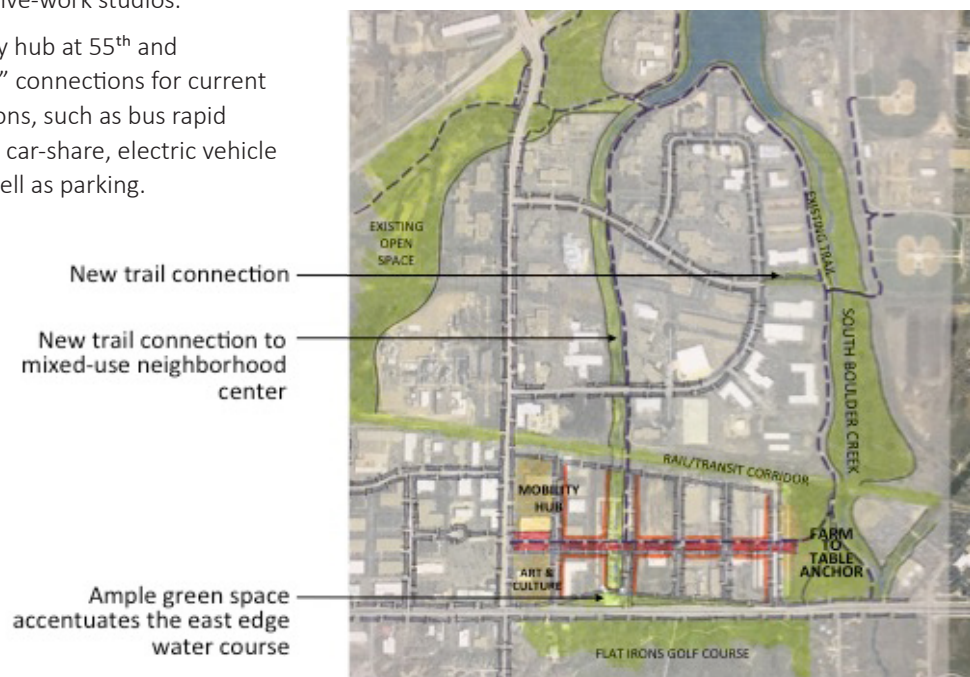 ive-work studios.
y hub at 55th and
” connections for current
ons, such as bus rapid
car-share, electric vehicle
ell as parking.
EXISTING
OPEN
SPACE
EXISTING TRAIL
New trail connection
New trail connection to
mixed-use neighborhood
center
SOUTH BOULDER CREEK
RAIL/TRANSIT CORRIDOR
MOBILITY
HUB
FARM
TO
TABLE
ANCHOR
ART &
CULTURE
Ample green space
accentuates the east edge
water course
FLAT IRONS GOLF COURSE